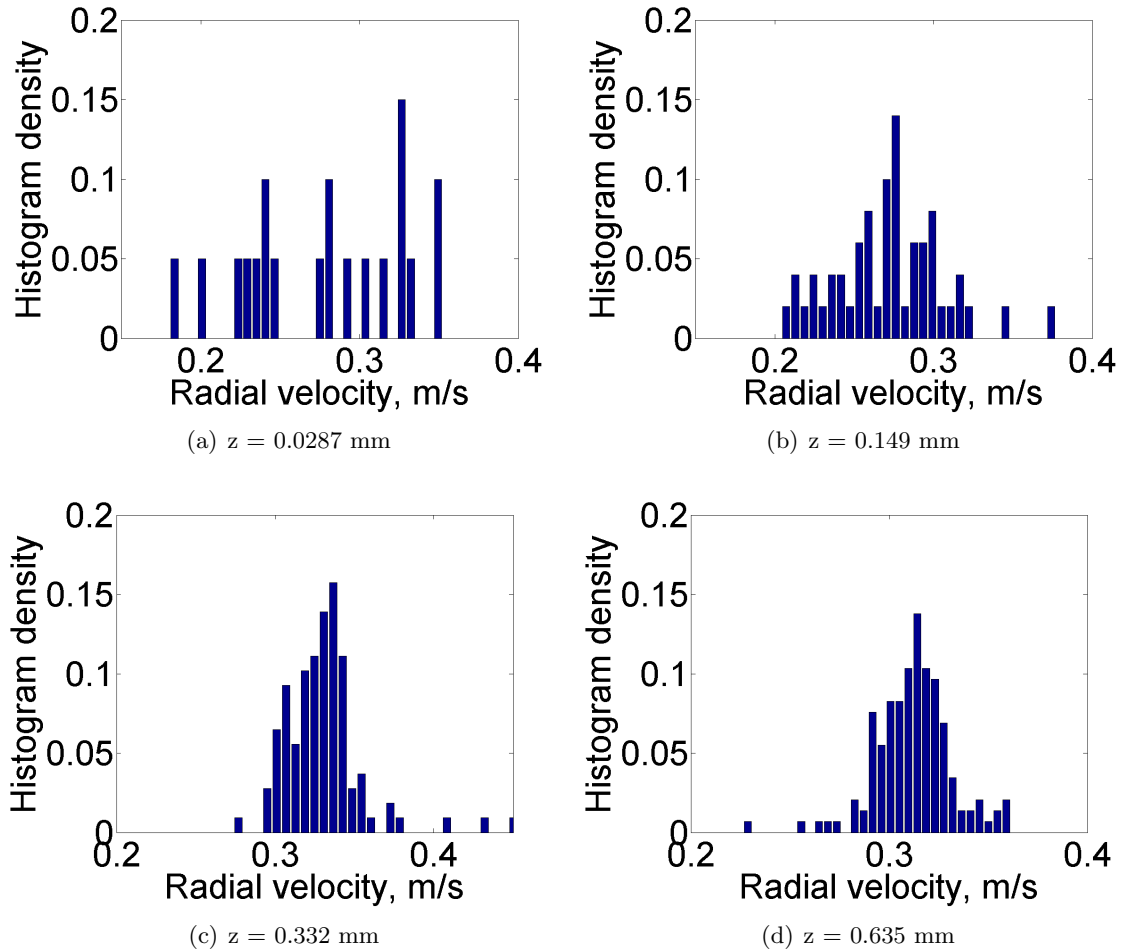 0.2
0.15
0.1
0.05
0
Histogram density
0.2 0.3 0.4
Radial velocity, m/s
(a) z = 0.0287 mm
0.2
0.15
0.1
0.05
0
Histogram density
0.2 0.3 0.4
Radial velocity, m/s
(b) z = 0.149 mm
0.2
0.15
0.1
0.05
0
Histogram density
0.2 0.3 0.4
Radial velocity, m/s
(c) z = 0.332 mm
0.2
0.15
0.1
0.05
0
Histogram density
0.2 0.3 0.4
Radial velocity, m/s
(d) z = 0.635 mm